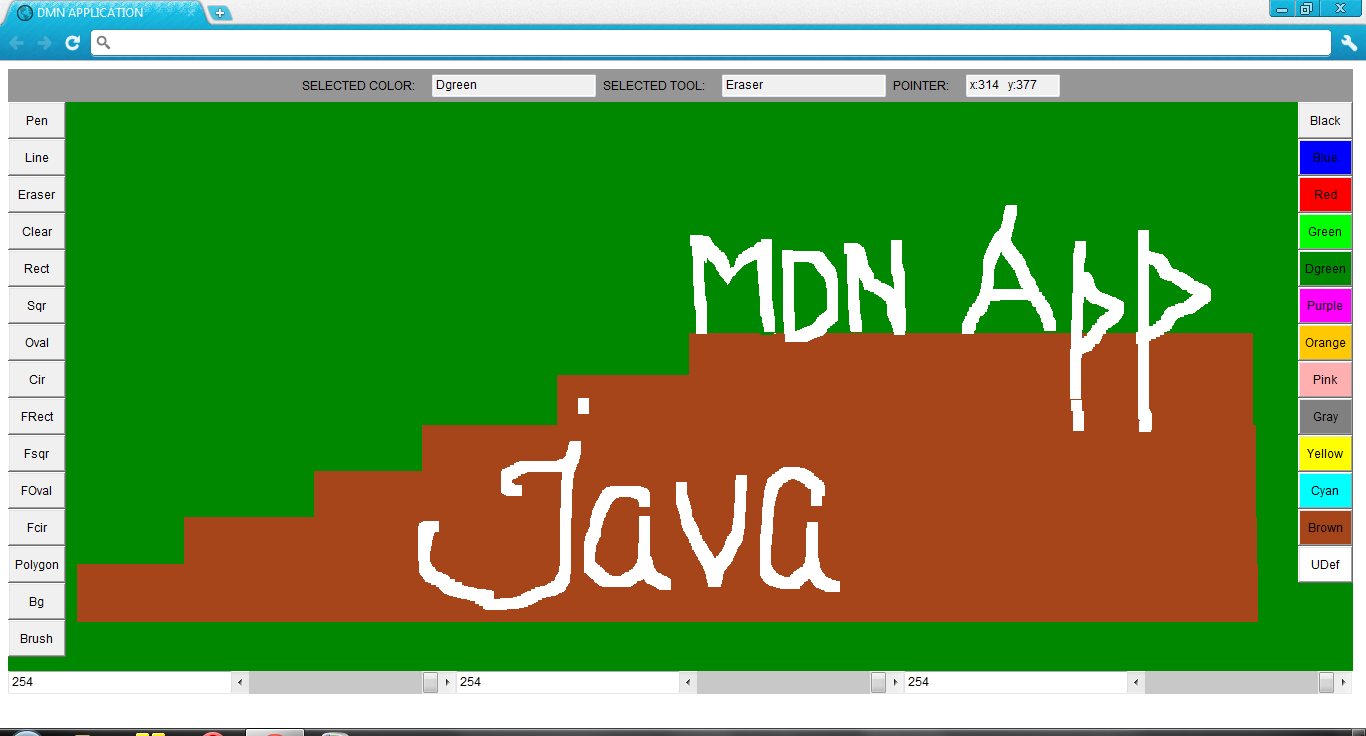 DMN APPLICATION
SELECTED COLOR: Dgreen SELECTED TOOL: Eraser POINTER: x:314 y:377
Pen
Line
Eraser
Clear
Rect
Sqr
Oval
Cir
FRect
Fsqr
FOval
Fcir
Polygon
Bg
Brush
MDN App
Java
Black
Blue
Red
Green
Dgreen
Purple
Orange
Pink
Gray
Yellow
Cyan
Brown
UDef
254 254 254